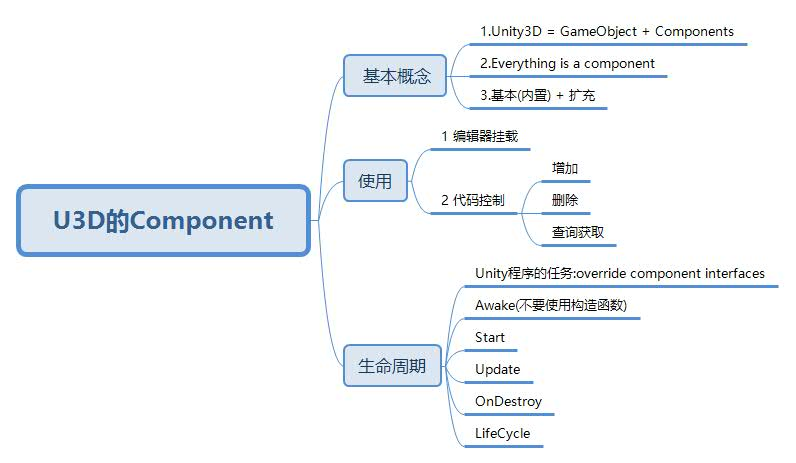 U3D的Component
基本概念
1.Unity3D = GameObject + Components
2.Everything is a component
3.基本(内置) + 扩充
使用
1 编辑器挂载
2 代码控制
增加
删除
查询获取
生命周期
Unity程序的任务:override component interfaces
Awake(不要使用构造函数)
Start
Update
OnDestroy
LifeCycle